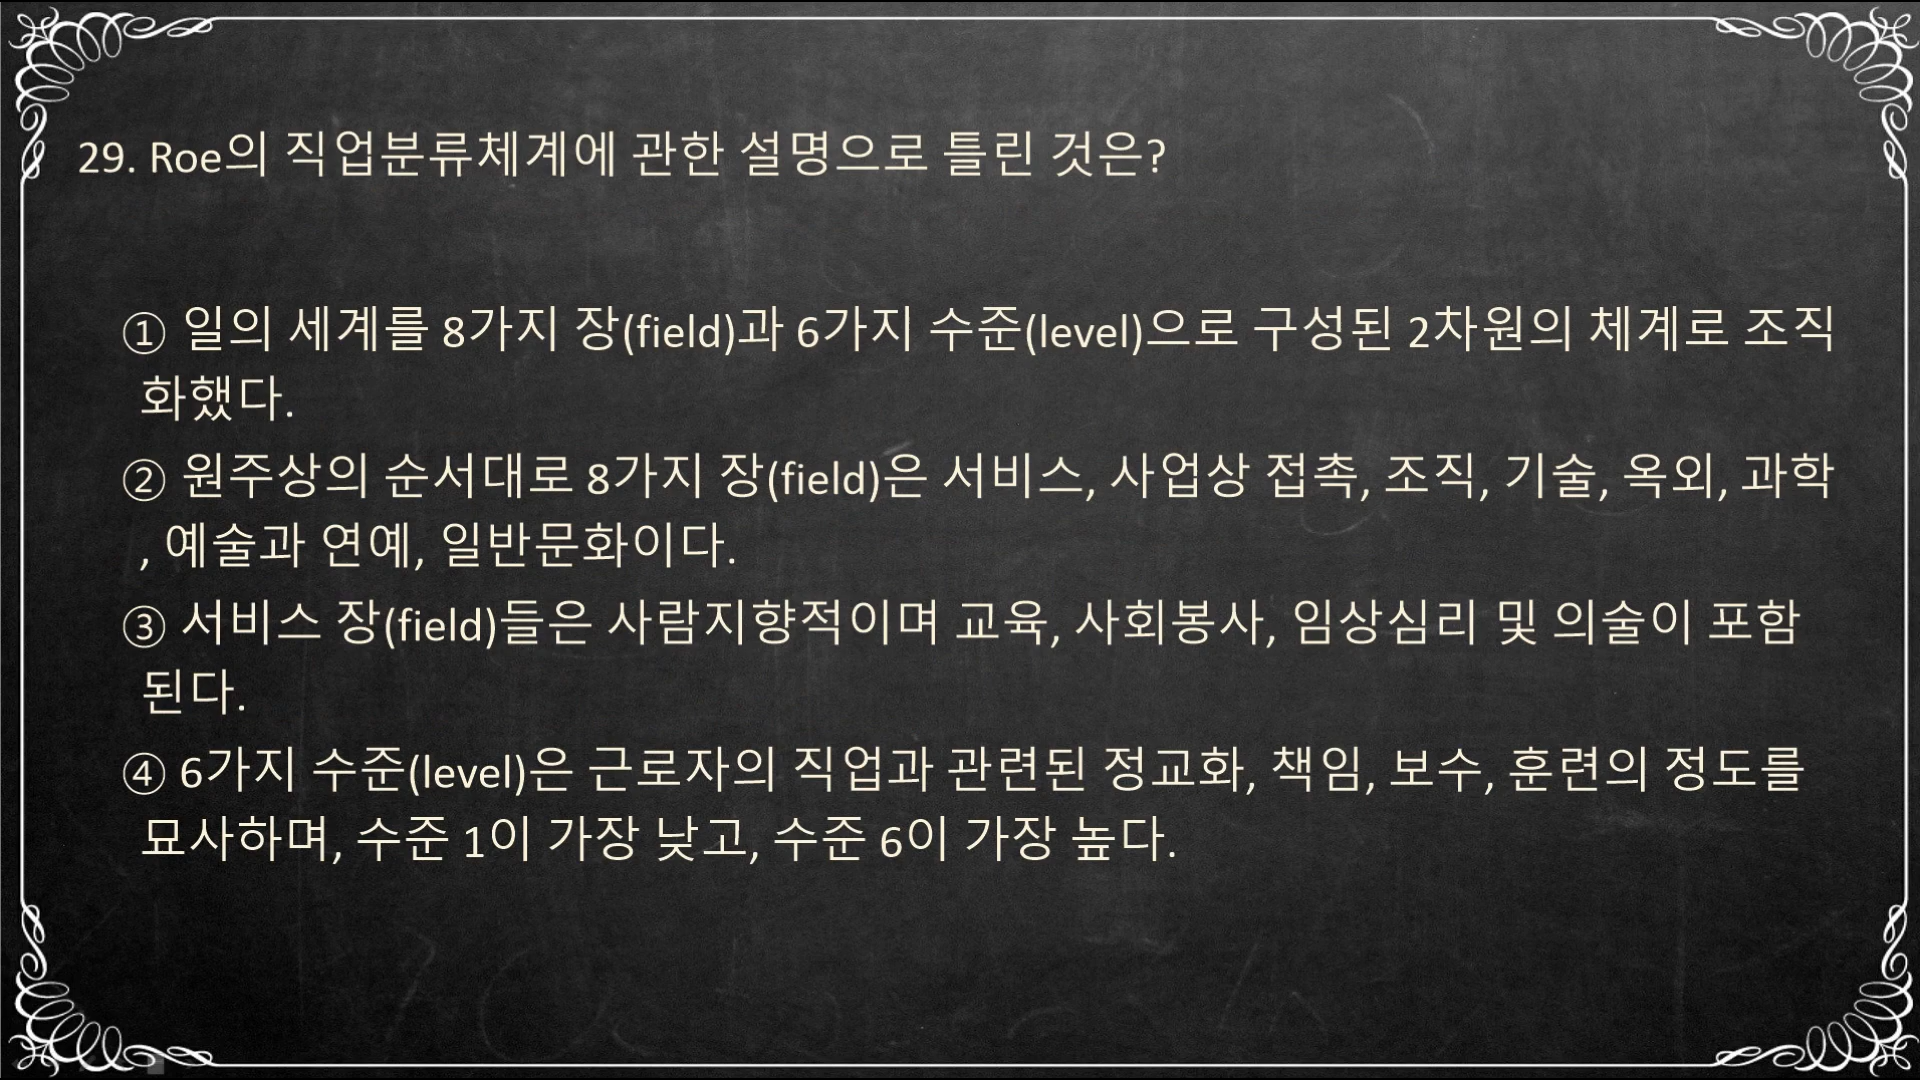 29. Roe의 직업분류체계에 관한 설명으로 틀린 것은?
① 일의 세계를 8가지 장(field)과 6가지 수준(level)으로 구성된 2차원의 체계로 조직
화했다.
② 원주상의 순서대로 8가지 장(field)은 서비스, 사업상 접촉, 조직, 기술, 옥외, 과학
, 예술과 연예, 일반문화이다.
③ 서비스 장(field)들은 사람지향적이며 교육, 사회봉사, 임상심리 및 의술이 포함
된다.
④ 6가지 수준(level)은 근로자의 직업과 관련된 정교화, 책임, 보수, 훈련의 정도를
묘사하며, 수준 1이 가장 낮고, 수준 6이 가장 높다.